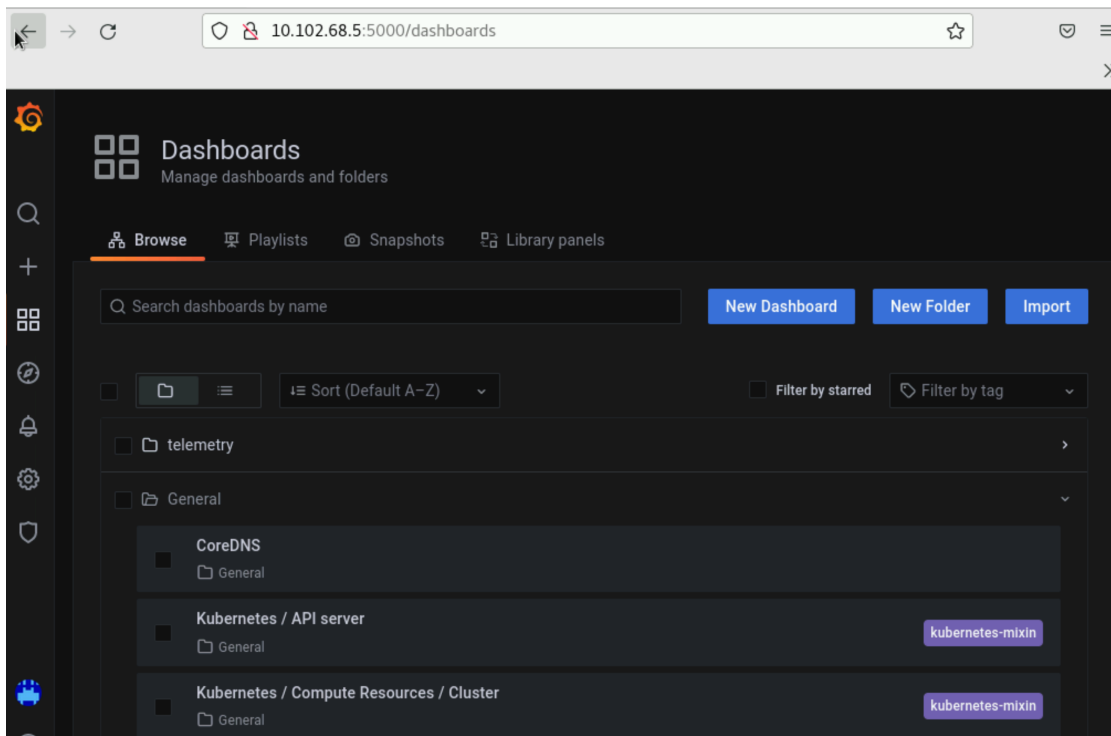 10.102.68.5:5000/dashboards
Dashboards
Manage dashboards and folders
Browse Playlists Snapshots Library panels
Search dashboards by name New Dashboard New Folder Import
Sort (Default A–Z) Filter by starred Filter by tag
telemetry
General
CoreDNS
General
Kubernetes / API server
kubernetes-mixin
General
Kubernetes / Compute Resources / Cluster
kubernetes-mixin
General